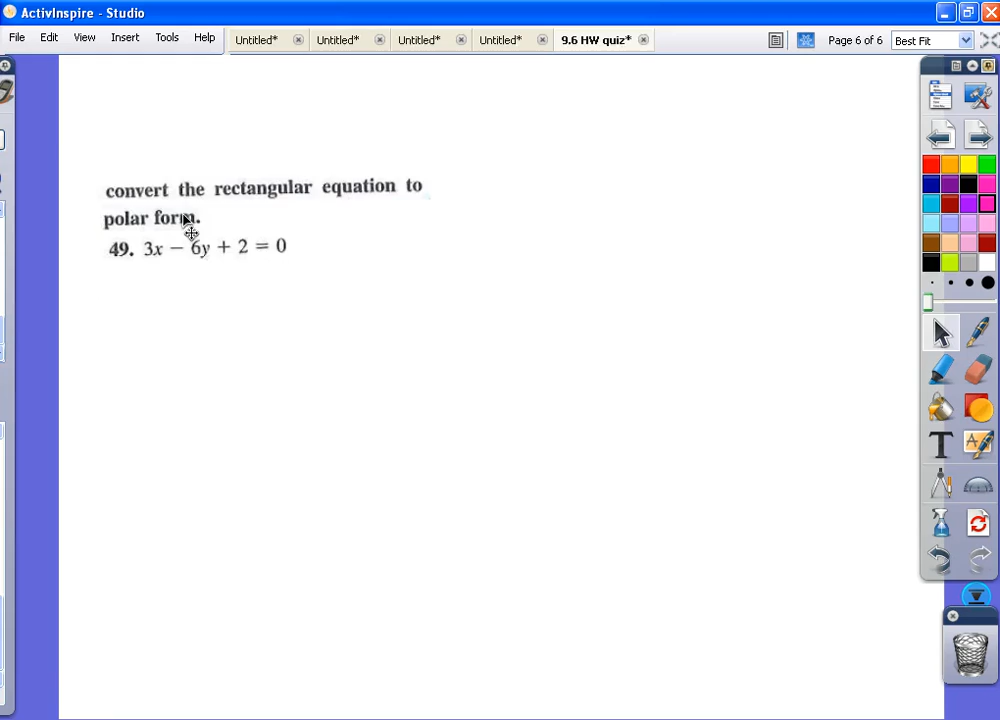 ActivInspire - Studio
File Edit View Insert Tools Help Untitled* Untitled* Untitled* Untitled* 9.6 HW quiz* Page 6 of 6 Best Fit
convert the rectangular equation to
polar form.
49. 3x − 6y + 2 = 0